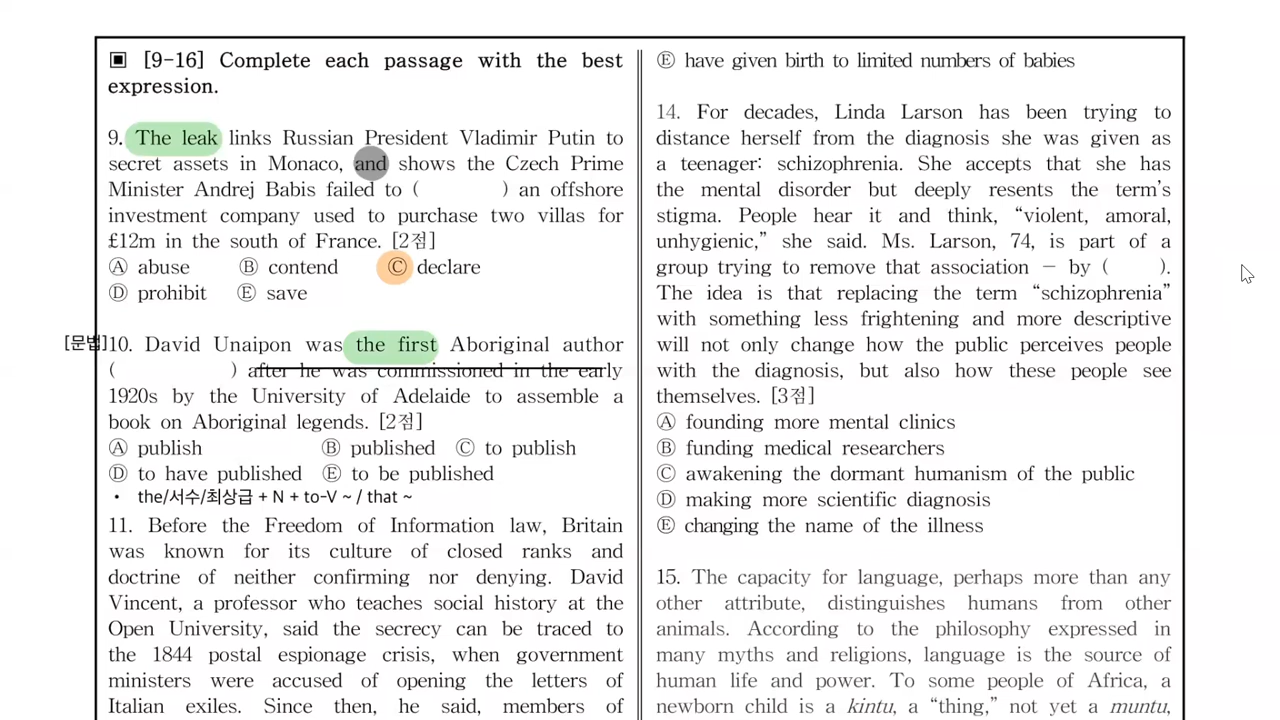 ▣ [9-16] Complete each passage with the best
expression.
9. The leak links Russian President Vladimir Putin to
secret assets in Monaco, and shows the Czech Prime
Minister Andrej Babis failed to (          ) an offshore
investment company used to purchase two villas for
£12m in the south of France. [2점]
Ⓐ abuse Ⓑ contend Ⓒ declare
Ⓓ prohibit Ⓔ save
[문법]10. David Unaipon was the first Aboriginal author
(          ) after he was commissioned in the early
1920s by the University of Adelaide to assemble a
book on Aboriginal legends. [2점]
Ⓐ publish Ⓑ published Ⓒ to publish
Ⓓ to have published Ⓔ to be published
• the/서수/최상급 + N + to-V ~ / that ~
11. Before the Freedom of Information law, Britain
was known for its culture of closed ranks and
doctrine of neither confirming nor denying. David
Vincent, a professor who teaches social history at the
Open University, said the secrecy can be traced to
the 1844 postal espionage crisis, when government
ministers were accused of opening the letters of
Italian exiles. Since then, he said, members of
Ⓔ have given birth to limited numbers of babies
14. For decades, Linda Larson has been trying to
distance herself from the diagnosis she was given as
a teenager: schizophrenia. She accepts that she has
the mental disorder but deeply resents the term's
stigma. People hear it and think, “violent, amoral,
unhygienic,” she said. Ms. Larson, 74, is part of a
group trying to remove that association – by (     ).
The idea is that replacing the term “schizophrenia”
with something less frightening and more descriptive
will not only change how the public perceives people
with the diagnosis, but also how these people see
themselves. [3점]
Ⓐ founding more mental clinics
Ⓑ funding medical researchers
Ⓒ awakening the dormant humanism of the public
Ⓓ making more scientific diagnosis
Ⓔ changing the name of the illness
15. The capacity for language, perhaps more than any
other attribute, distinguishes humans from other
animals. According to the philosophy expressed in
many myths and religions, language is the source of
human life and power. To some people of Africa, a
newborn child is a kintu, a “thing,” not yet a muntu,